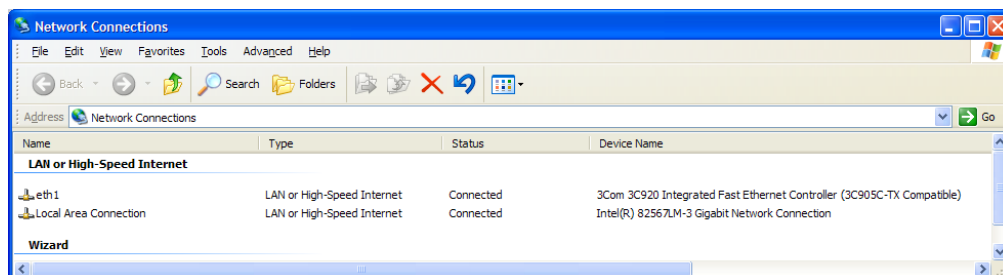 Network Connections
File Edit View Favorites Tools Advanced Help
Back Search Folders
Address Network Connections Go
Name Type Status Device Name
LAN or High-Speed Internet
eth1 LAN or High-Speed Internet Connected 3Com 3C920 Integrated Fast Ethernet Controller (3C905C-TX Compatible)
Local Area Connection LAN or High-Speed Internet Connected Intel(R) 82567LM-3 Gigabit Network Connection
Wizard